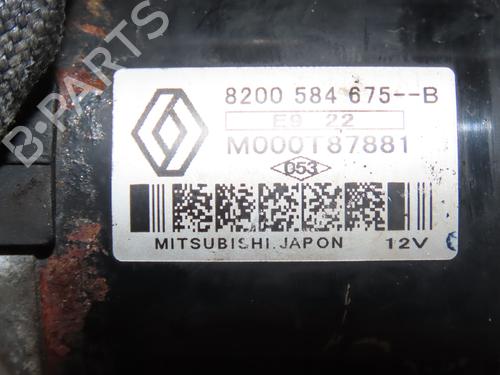 B-PARTS
8200 584 675--B
E9 22
M000T87881
053
MITSUBISHI.JAPON 12V